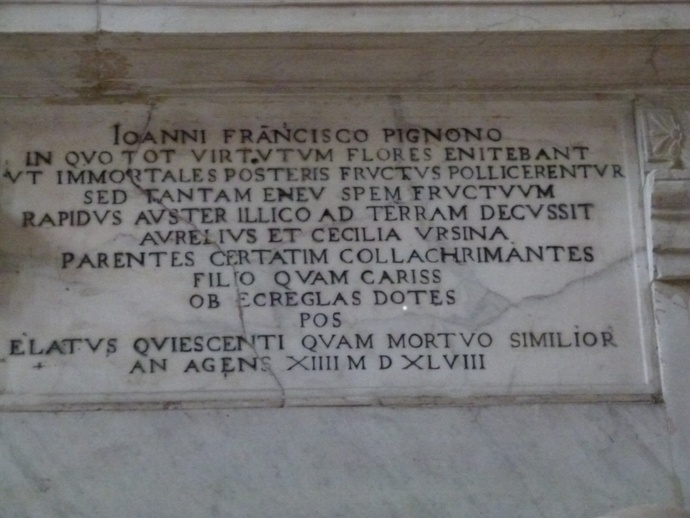 IOANNI FRANCISCO PIGNONO
IN QVO TOT VIRTVTVM FLORES ENITEBANT
VT IMMORTALES POSTERIS FRVCTVS POLLICERENTVR
SED TANTAM EHEV SPEM FRVCTVVM
RAPIDVS AVSTER ILLICO AD TERRAM DECVSSIT
AVRELIVS ET CECILIA VRSINA
PARENTES CERTATIM COLLACHRIMANTES
FILIO QVAM CARISS
OB ECREGLAS DOTES
POS
ELATVS QVIESCENTI QVAM MORTVO SIMILIOR
AN AGENS XIIII M D XLVIII